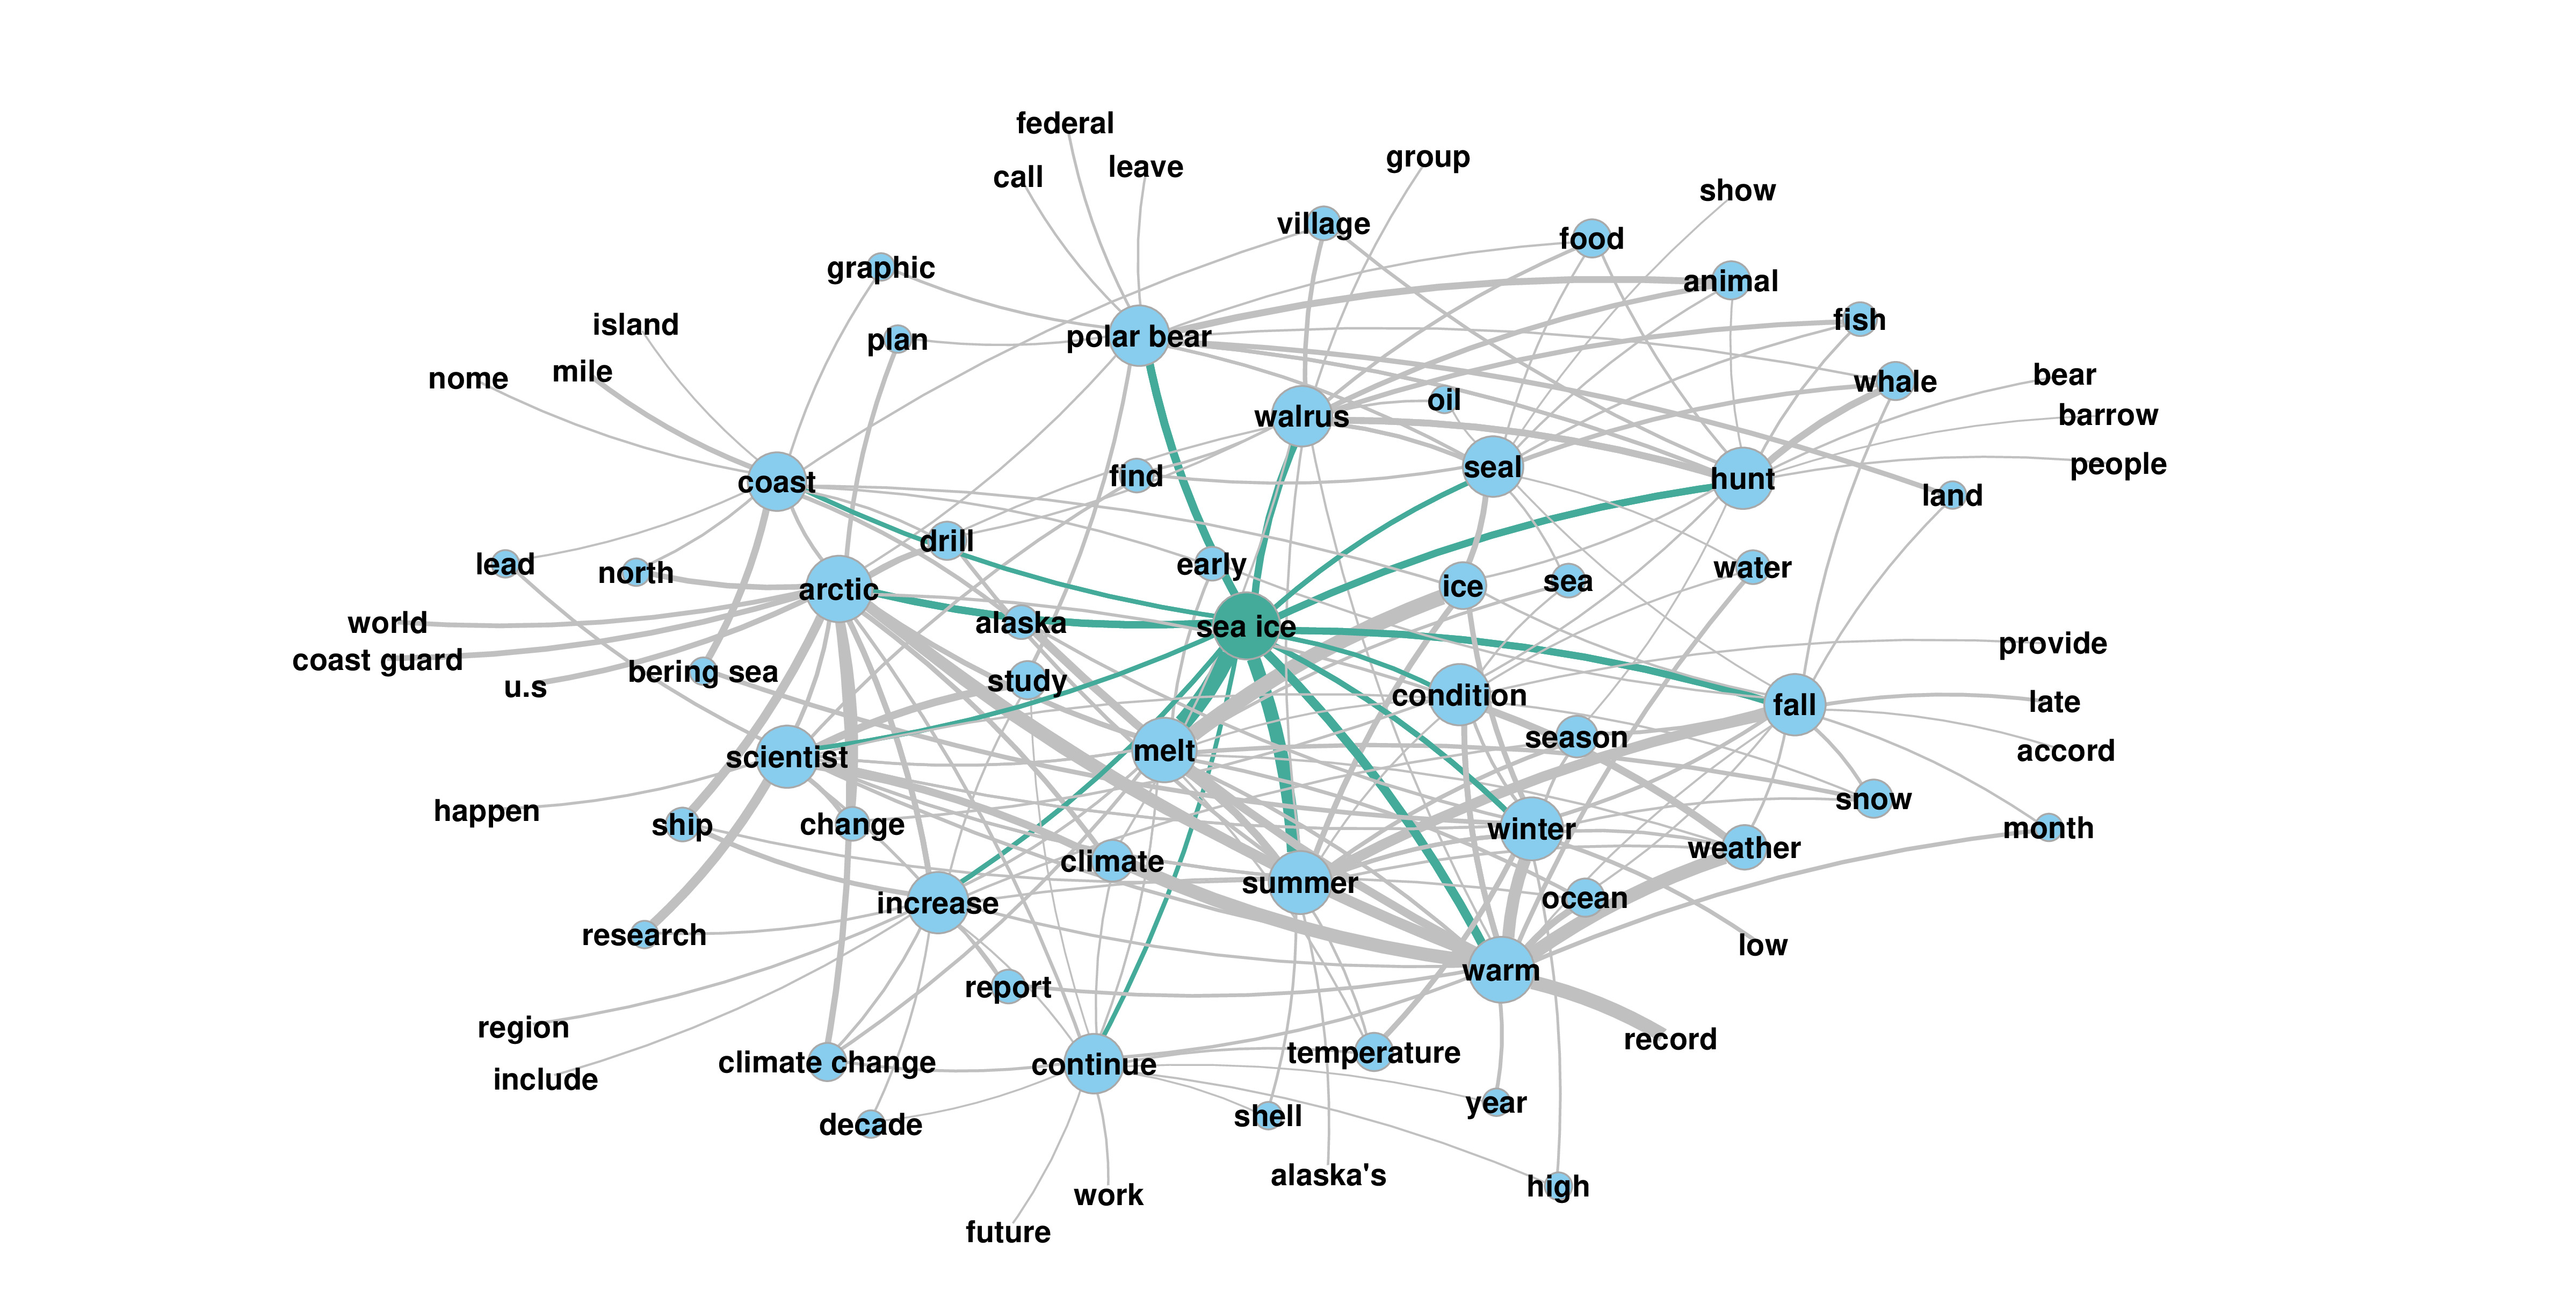 federal
group
leave
call
show
village
food
graphic
animal
fish
island
polar bear
plan
mile
bear
nome
whale
oil
barrow
walrus
people
seal
find
hunt
coast
land
drill
lead
early
water
north
sea
ice
arctic
world
alaska
sea ice
provide
coast guard
bering sea
study
u.s
condition
late
fall
season
melt
accord
scientist
snow
happen
ship
change
winter
month
weather
climate
summer
ocean
increase
research
low
warm
report
region
record
temperature
climate change
continue
include
year
shell
decade
alaska's
high
work
future